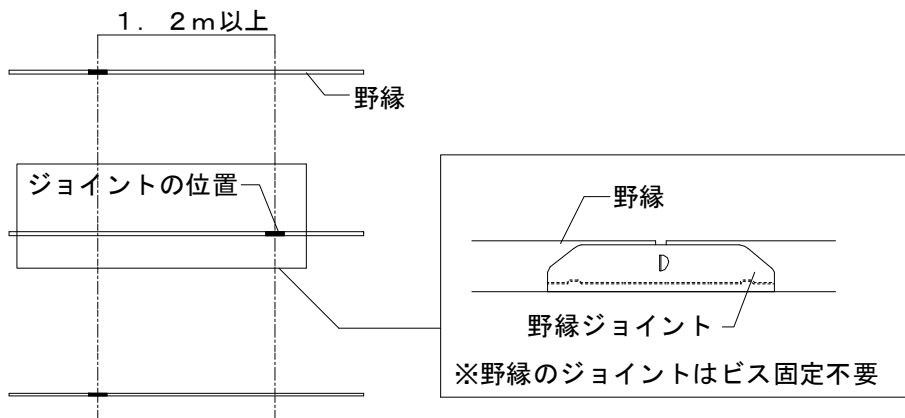 １．２ｍ以上
野縁
ジョイントの位置
野縁
野縁ジョイント
※野縁のジョイントはビス固定不要